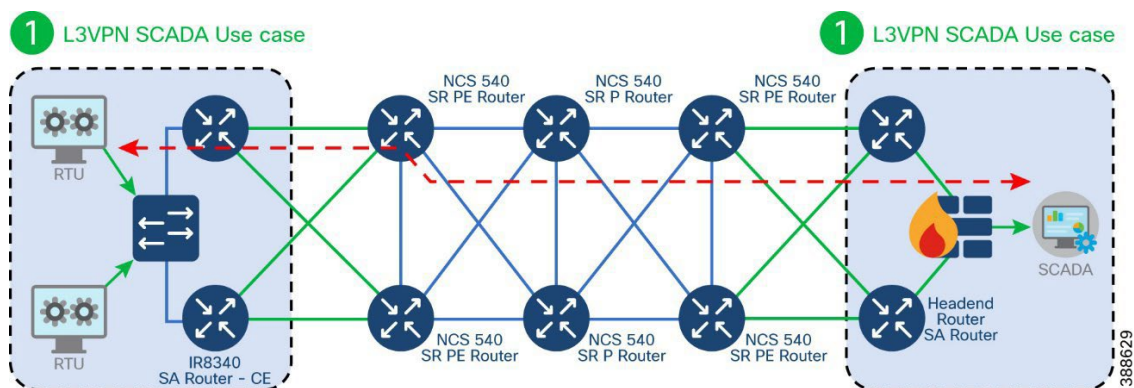 1 L3VPN SCADA Use case
1 L3VPN SCADA Use case
NCS 540
SR PE Router
NCS 540
SR P Router
NCS 540
SR PE Router
RTU
SCADA
RTU
IR8340
SA Router - CE
NCS 540
SR PE Router
NCS 540
SR P Router
NCS 540
SR PE Router
Headend
Router
SA Router
388629